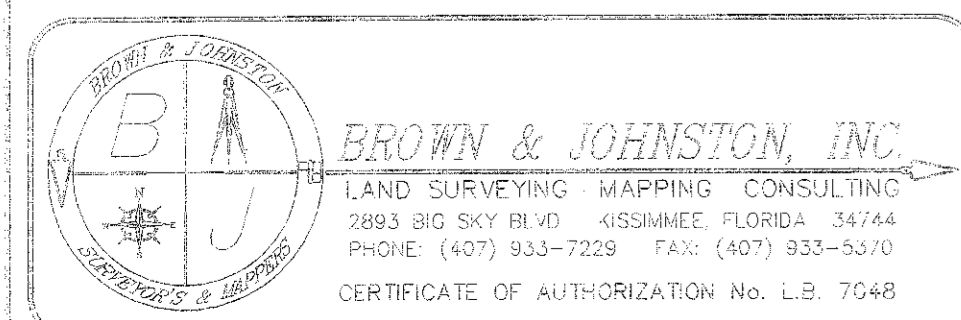 BROWN & JOHNSTON
B
J
N
W E
S
SURVEYOR'S & MAPPERS
BROWN & JOHNSTON, INC.
LAND SURVEYING · MAPPING CONSULTING
2893 BIG SKY BLVD KISSIMMEE, FLORIDA 34744
PHONE: (407) 933-7229 FAX: (407) 933-5370
CERTIFICATE OF AUTHORIZATION No. L.B. 7048